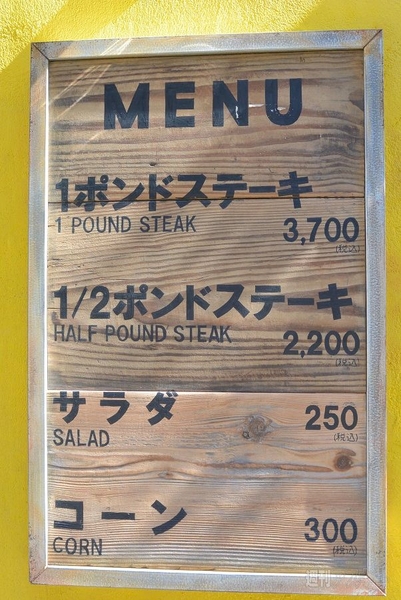 MENU
1ポンドステーキ
1 POUND STEAK
3,700
(税込)
1/2ポンドステーキ
HALF POUND STEAK
2,200
(税込)
サラダ
250
SALAD
(税込)
コーン
300
CORN
(税込)
週刊